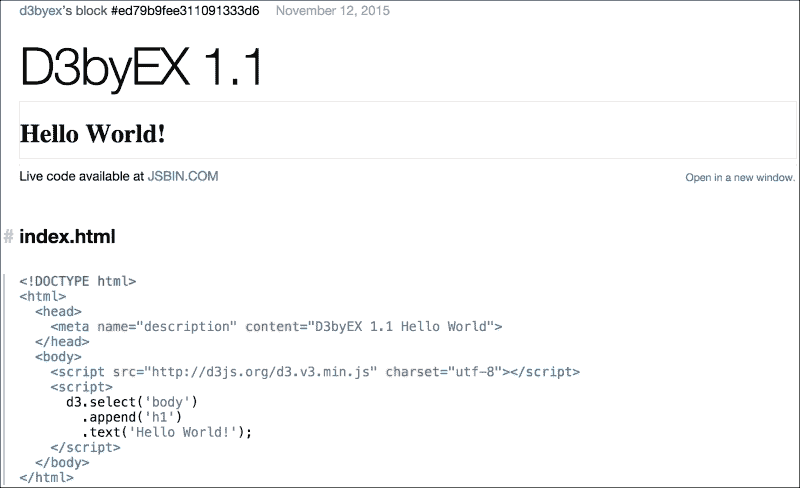 d3byex's block #ed79b9fee311091333d6 November 12, 2015
D3byEX 1.1
Hello World!
Live code available at JSBIN.COM
Open in a new window.
# index.html
<!DOCTYPE html>
<html>
  <head>
    <meta name="description" content="D3byEX 1.1 Hello World">
  </head>
  <body>
    <script src="http://d3js.org/d3.v3.min.js" charset="utf-8"></script>
    <script>
      d3.select('body')
        .append('h1')
        .text('Hello World!');
    </script>
  </body>
</html>